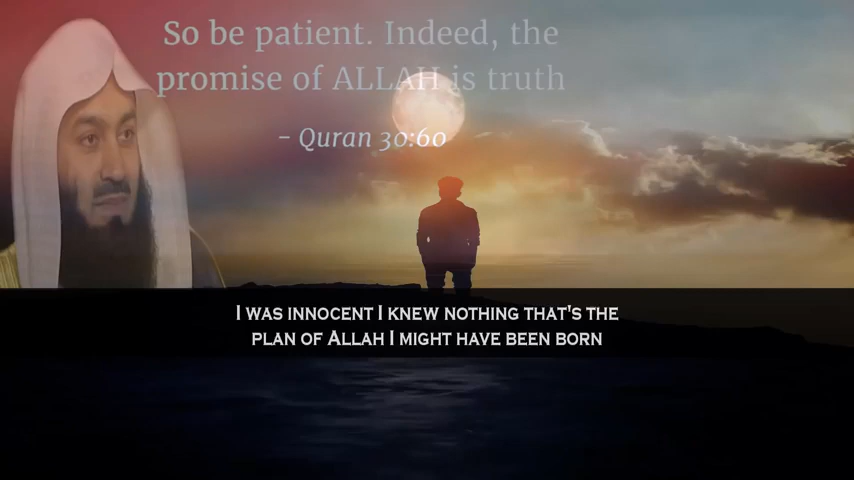 So be patient. Indeed, the
promise of ALLAH is truth
- Quran 30:60
I WAS INNOCENT I KNEW NOTHING THAT'S THE
PLAN OF ALLAH I MIGHT HAVE BEEN BORN